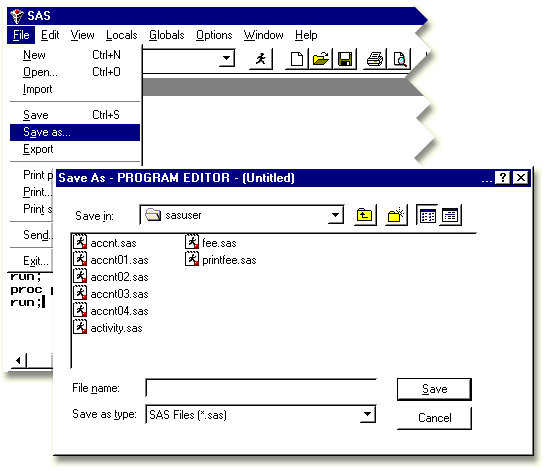 SAS
File Edit View Locals Globals Options Window Help
New Ctrl+N
Open... Ctrl+O
Import
Save Ctrl+S
Save as...
Export
Print p
Print...
Print s
Send..
Exit...
run;
proc p
run;
Save As - PROGRAM EDITOR - (Untitled) ... ? X
Save in: sasuser
accnt.sas fee.sas
accnt01.sas printfee.sas
accnt02.sas
accnt03.sas
accnt04.sas
activity.sas
File name: Save
Save as type: SAS Files (*.sas) Cancel